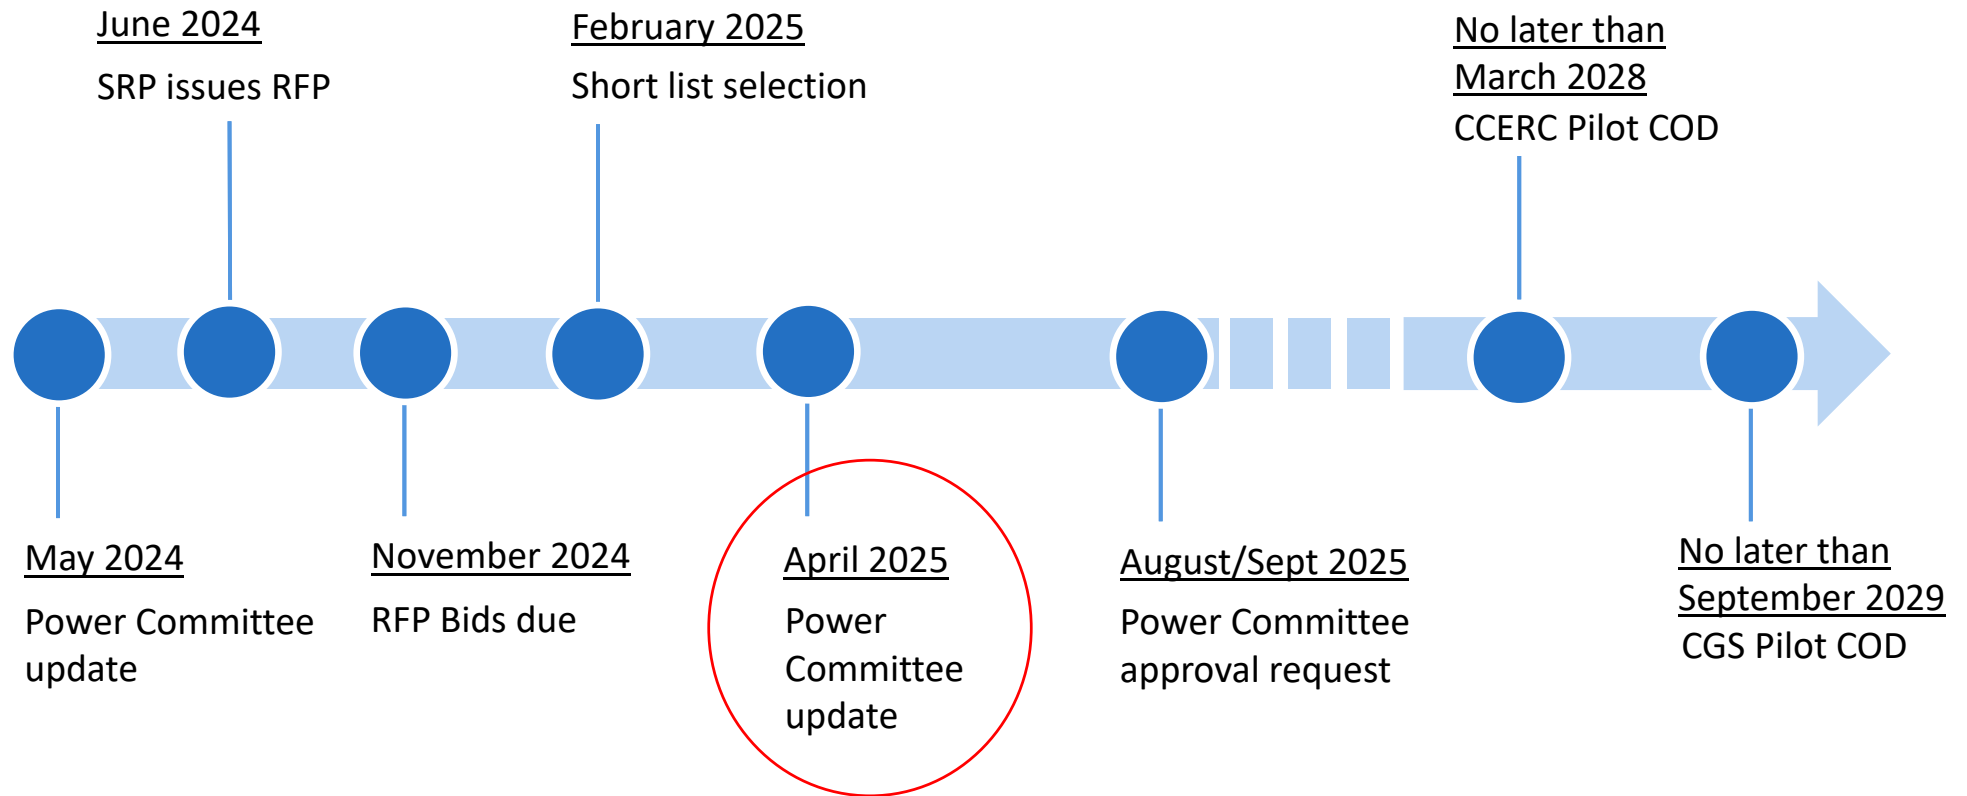 June 2024
SRP issues RFP
February 2025
Short list selection
No later than
March 2028
CCERC Pilot COD
May 2024
Power Committee
update
November 2024
RFP Bids due
April 2025
Power
Committee
update
August/Sept 2025
Power Committee
approval request
No later than
September 2029
CGS Pilot COD